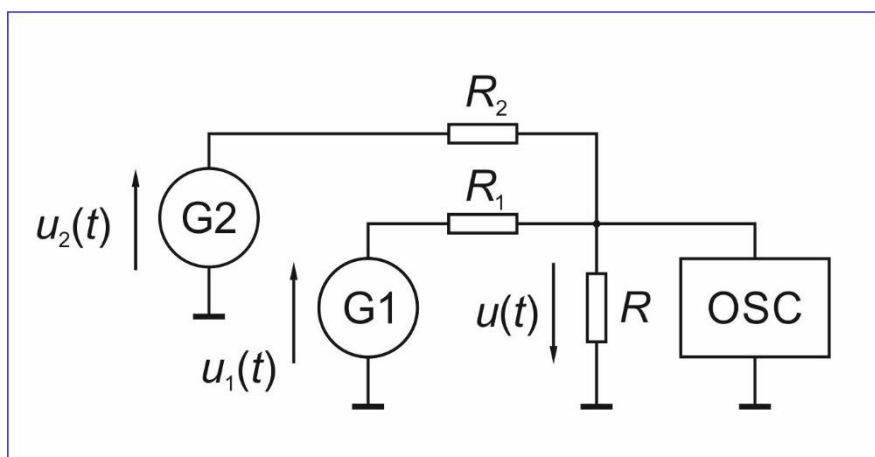 R₂
G2
u₂(t)
R₁
G1
u₁(t)
u(t)
R
OSC